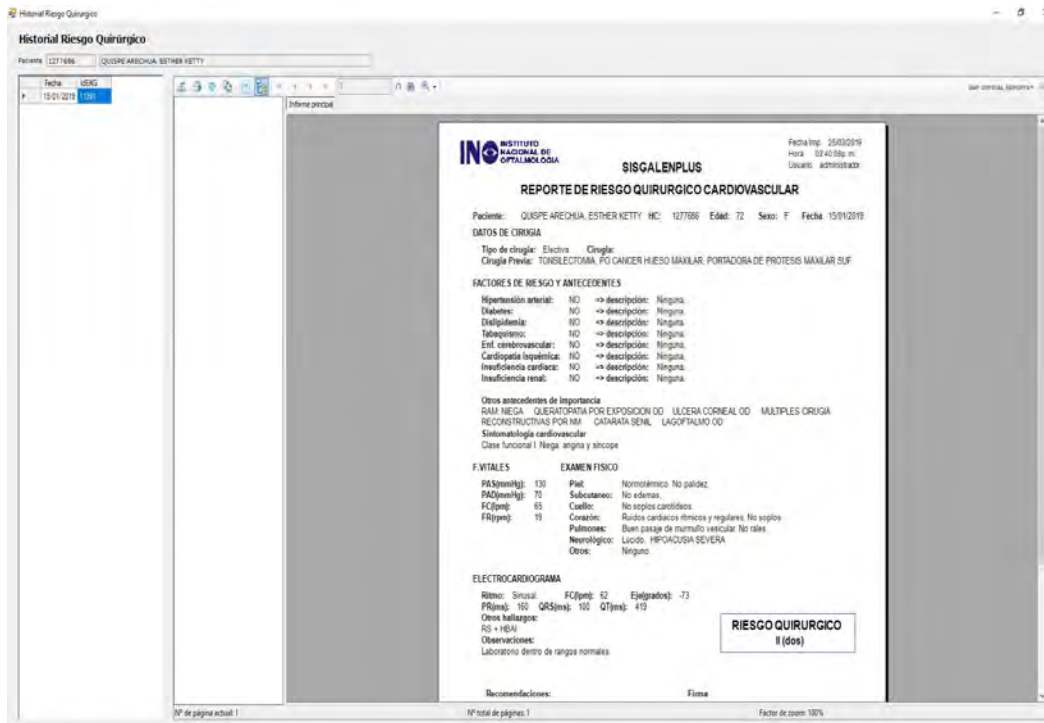 Historial Riesgo Quirurgico
Historial Riesgo Quirúrgico
Paciente 1277686 QUISPE ARECHUA, ESTHER KETTY
Fecha IdEKG
15/01/2019 11391
Informe principal
INO INSTITUTO NACIONAL DE OFTALMOLOGIA
Fecha Imp. 25/03/2019
Hora 03:40:08p. m.
Usuario administrador
SISGALENPLUS
REPORTE DE RIESGO QUIRURGICO CARDIOVASCULAR
Paciente: QUISPE ARECHUA, ESTHER KETTY HC: 1277686 Edad: 72 Sexo: F Fecha 15/01/2019
DATOS DE CIRUGIA
Tipo de cirugía: Electiva Cirugía:
Cirugía Previa: TONSILECTOMIA, PO CANCER HUESO MAXILAR, PORTADORA DE PROTESIS MAXILAR SUF
FACTORES DE RIESGO Y ANTECEDENTES
Hipertensión arterial: NO => descripción: Ninguna.
Diabetes: NO => descripción: Ninguna.
Dislipidemia: NO => descripción: Ninguna.
Tabaquismo: NO => descripción: Ninguna.
Enf. cerebrovascular: NO => descripción: Ninguna.
Cardiopatía isquémica: NO => descripción: Ninguna.
Insuficiencia cardiaca: NO => descripción: Ninguna.
Insuficiencia renal: NO => descripción: Ninguna.
Otros antecedentes de importancia
RAM: NIEGA QUERATOPATIA POR EXPOSICION OD ULCERA CORNEAL OD MULTIPLES CIRUGIA
RECONSTRUCTIVAS POR NM CATARATA SENIL LAGOFTALMO OD
Sintomatología cardiovascular
Clase funcional I. Niega: angina y síncope
F.VITALES EXAMEN FISICO
PAS(mmHg): 130 Piel: Normotérmico. No palidez.
PAD(mmHg): 70 Subcutaneo: No edemas.
FC(lpm): 65 Cuello: No soplos carotídeos.
FR(rpm): 19 Corazón: Ruidos cardiacos rítmicos y regulares. No soplos
Pulmones: Buen pasaje de murmullo vesicular. No rales
Neurológico: Lúcido. HIPOACUSIA SEVERA
Otros: Ninguno.
ELECTROCARDIOGRAMA
Ritmo: Sinusal. FC(lpm): 62 Eje(grados): -73
PR(ms): 160 QRS(ms): 100 QT(ms): 419
Otros hallazgos:
RS + HBAI
Observaciones:
Laboratorio dentro de rangos normales.
RIESGO QUIRURGICO
II (dos)
Recomendaciones: Firma
Nº de página actual: 1 Nº total de páginas: 1 Factor de zoom: 100%